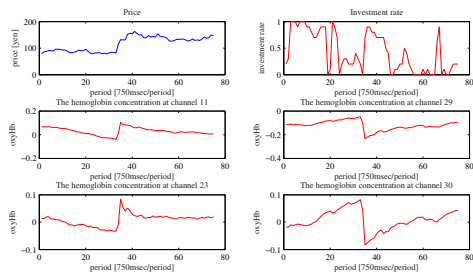 Price
200
100
0
0 20 40 60 80
price [yen]
period [750msec/period]
Investment rate
1
0.5
0
0 20 40 60 80
investment rate
period [750msec/period]
The hemoglobin concentration at channel 11
0.2
0
−0.2
0 20 40 60 80
oxyHb
period [750msec/period]
The hemoglobin concentration at channel 29
0.2
0
−0.2
−0.4
0 20 40 60 80
oxyHb
period [750msec/period]
The hemoglobin concentration at channel 23
0.1
0
−0.1
0 20 40 60 80
oxyHb
period [750msec/period]
The hemoglobin concentration at channel 30
0.1
0
−0.1
0 20 40 60 80
oxyHb
period [750msec/period]